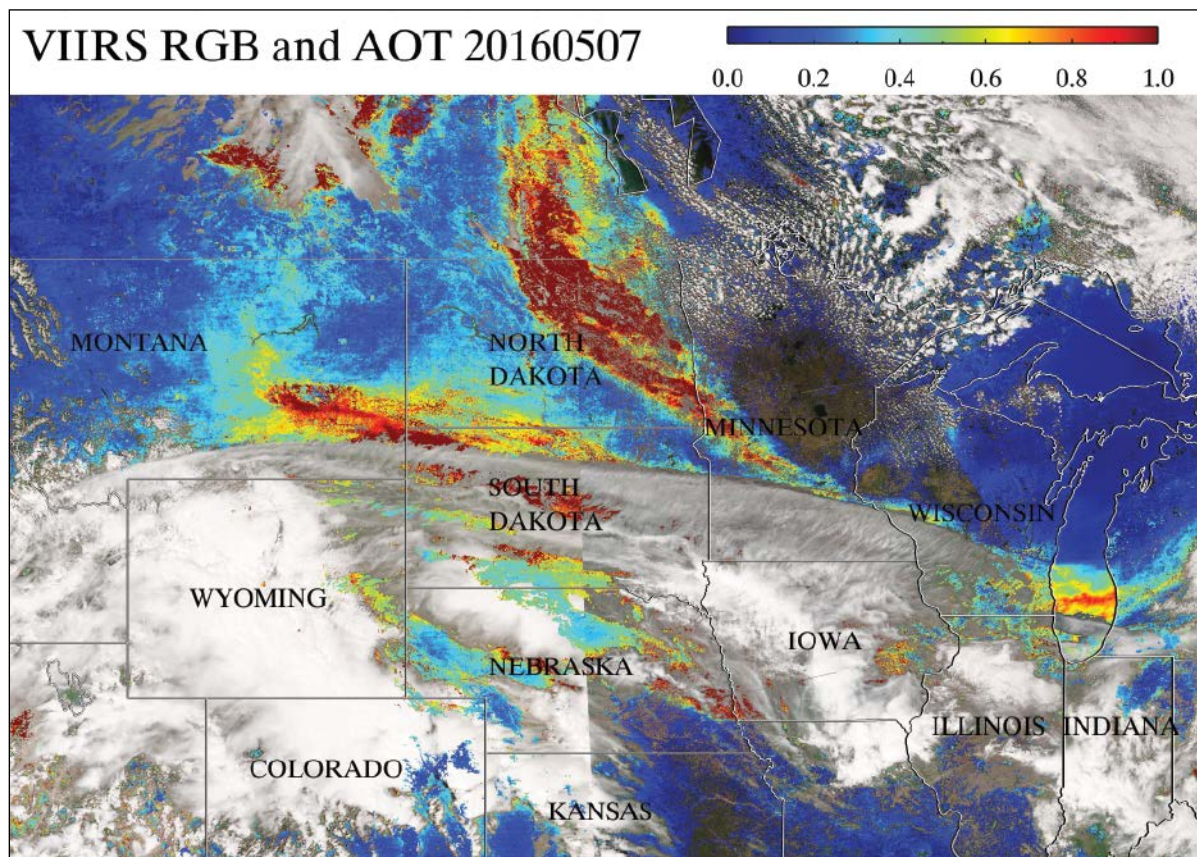 VIIRS RGB and AOT 20160507
0.0 0.2 0.4 0.6 0.8 1.0
MONTANA
NORTH
DAKOTA
MINNESOTA
SOUTH
DAKOTA
WISCONSIN
WYOMING
IOWA
NEBRASKA
ILLINOIS INDIANA
COLORADO
KANSAS